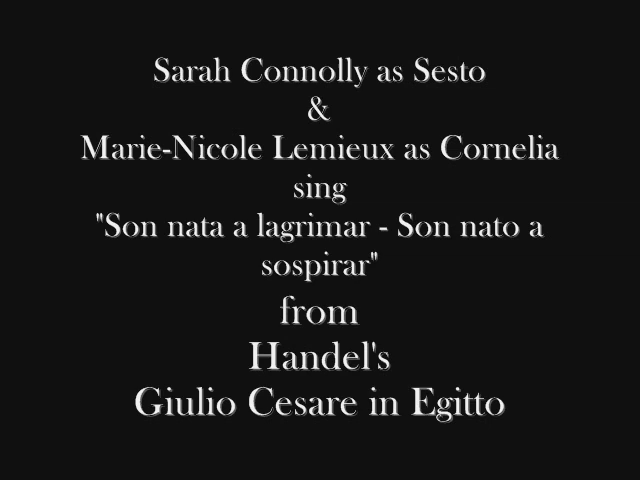 Sarah Connolly as Sesto
&
Marie-Nicole Lemieux as Cornelia
sing
"Son nata a lagrimar - Son nato a
sospirar"
from
Handel's
Giulio Cesare in Egitto